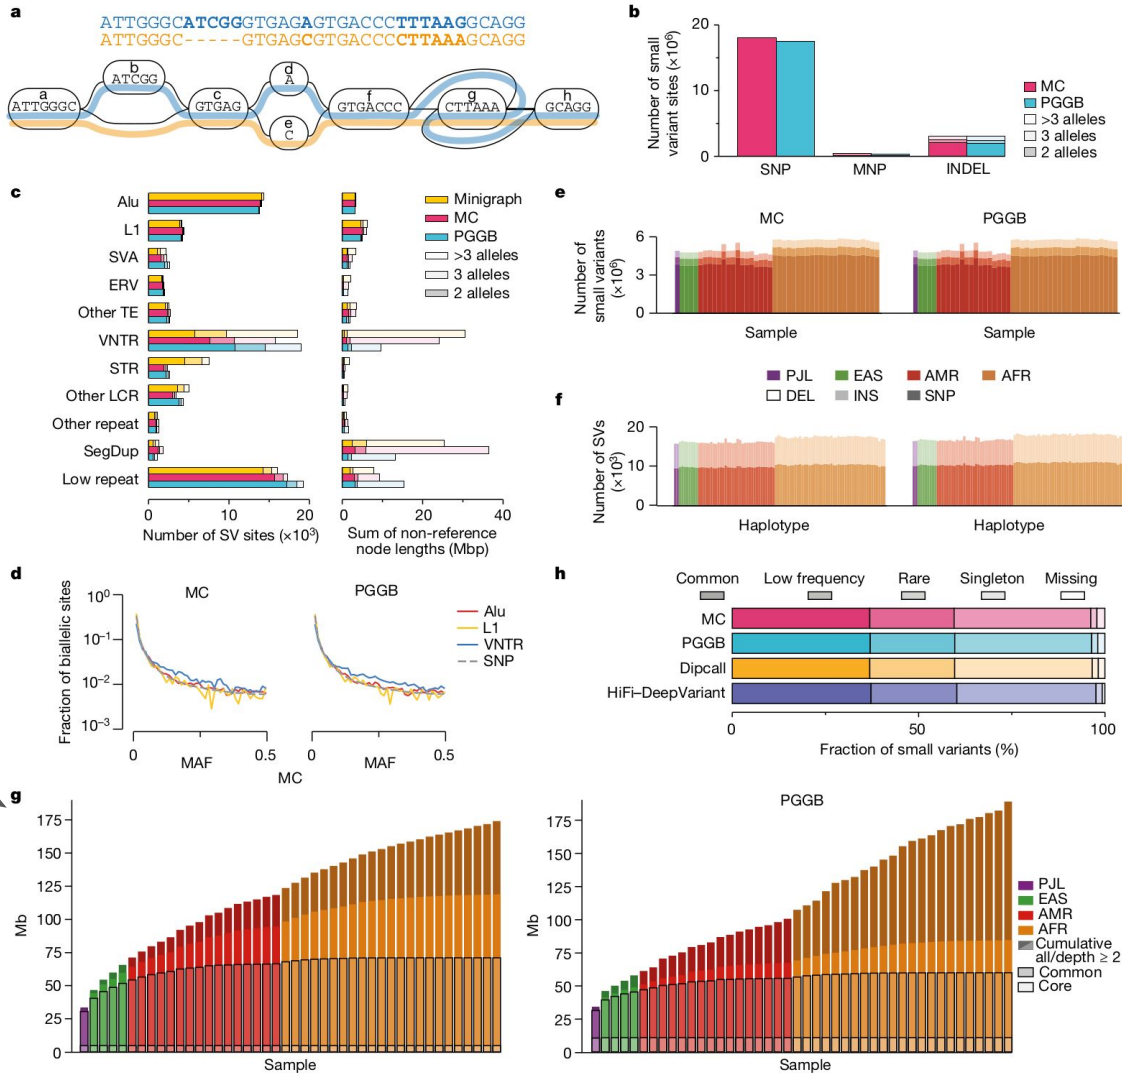 a
ATTGGGCATCGGGTGAGAGTGACCCTTTAAGGCAGG
ATTGGGC-----GTGAGCGTGACCCCTTAAAGCAGG
a
ATTGGGC
b
ATCGG
c
GTGAG
d
A
e
C
f
GTGACCC
g
CTTAAA
h
GCAGG
b
Number of small
variant sites (×10⁶)
20
10
0
SNP
MNP
INDEL
MC
PGGB
>3 alleles
3 alleles
2 alleles
c
Alu
L1
SVA
ERV
Other TE
VNTR
STR
Other LCR
Other repeat
SegDup
Low repeat
0
10
20
Number of SV sites (×10³)
0
20
40
Sum of non-reference
node lengths (Mbp)
Minigraph
MC
PGGB
>3 alleles
3 alleles
2 alleles
e
MC
PGGB
Number of
small variants
(×10⁶)
6
3
0
Sample
Sample
PJL
EAS
AMR
AFR
DEL
INS
SNP
f
Number of SVs
(×10³)
20
10
0
Haplotype
Haplotype
d
MC
PGGB
Fraction of biallelic sites
10⁰
10⁻¹
10⁻²
10⁻³
0
0.5
MAF
0
0.5
MAF
Alu
L1
VNTR
SNP
h
Common
Low frequency
Rare
Singleton
Missing
MC
PGGB
Dipcall
HiFi–DeepVariant
0
50
100
Fraction of small variants (%)
g
MC
Mb
175
150
125
100
75
50
25
0
Sample
PGGB
Mb
175
150
125
100
75
50
25
0
Sample
PJL
EAS
AMR
AFR
Cumulative
all/depth ≥ 2
Common
Core